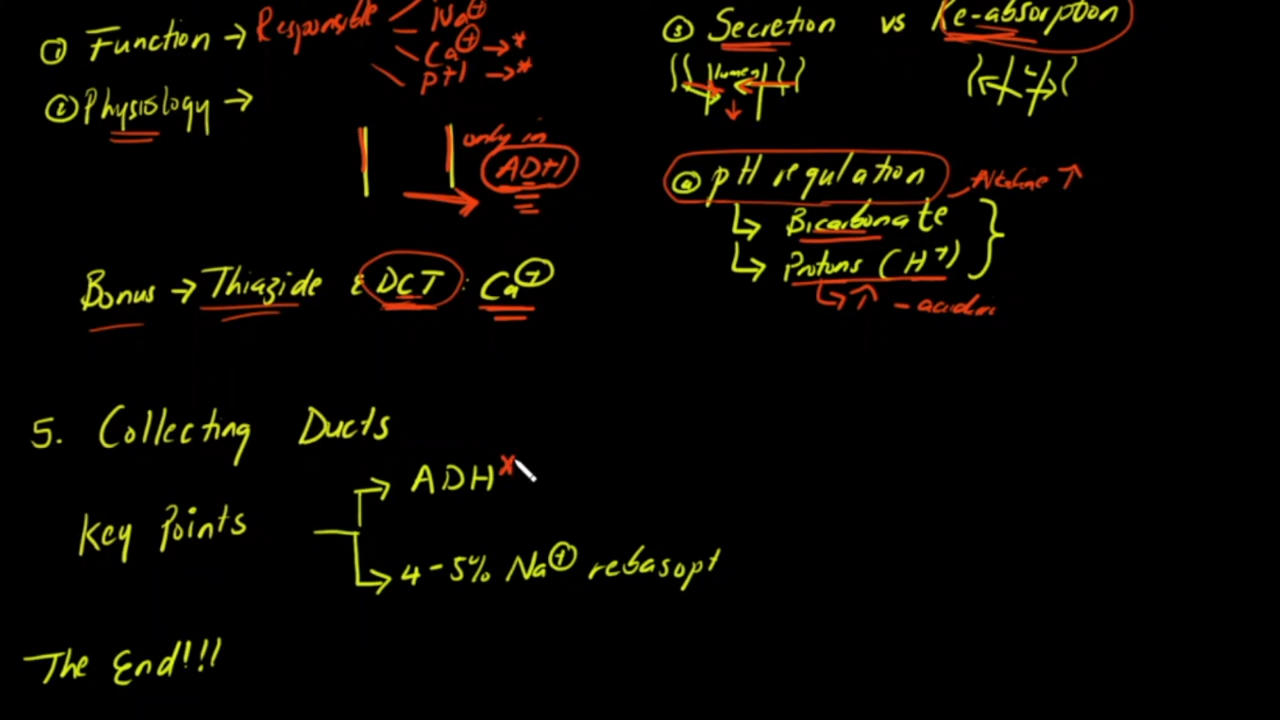 ① Function → Responsible Na⁺
Ca⁺ → *
pH → *
② Physiology →
only in
ADH
Bonus → Thiazide & DCT : Ca⁺
③ Secretion vs Re-absorption
lumen
④ pH regulation Alkaline ↑
↳ Bicarbonate
↳ Protons (H⁺)
↳ ↑ - acidic
5. Collecting Ducts
Key Points
→ ADH x
→ 4-5% Na⁺ rebasopt
The End!!!